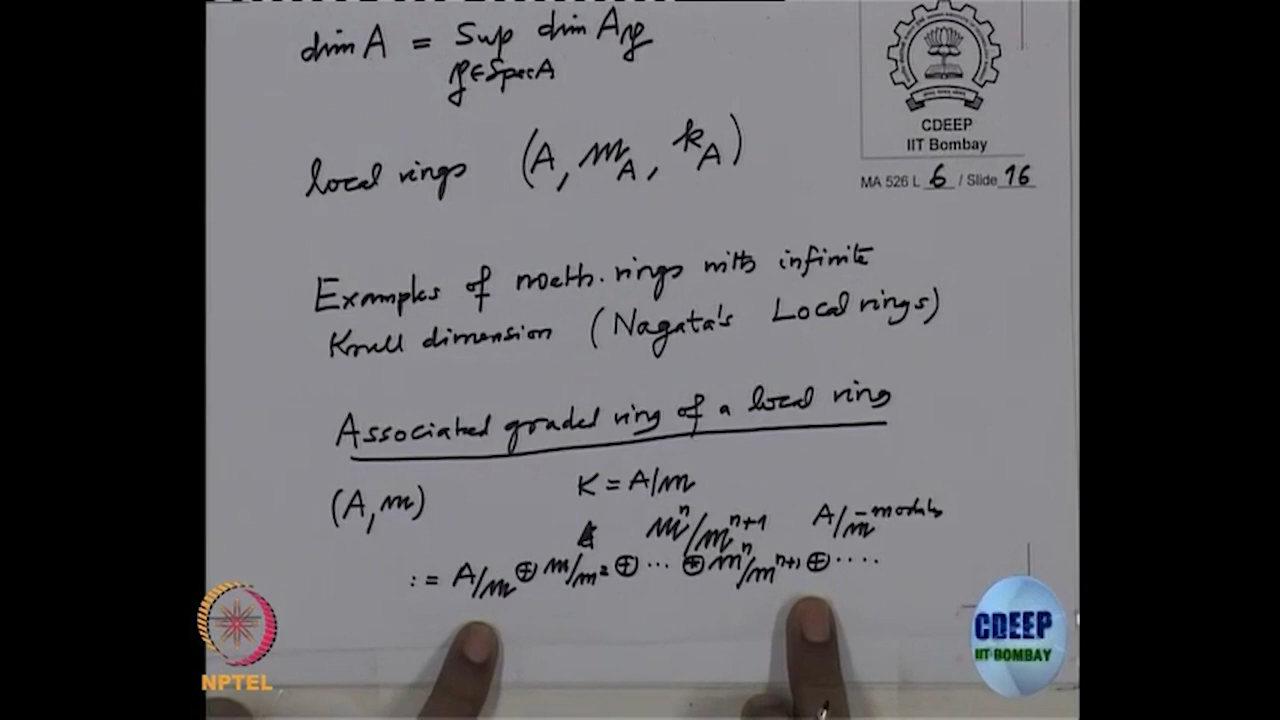 dim A = Sup dim A𝔭
𝔭∈SpecA
local rings (A, 𝔪_A, k_A)
CDEEP
IIT Bombay
MA 526 L 6 / Slide 16
Examples of noeth. rings with infinite
Krull dimension (Nagata's Local rings)
Associated graded ring of a local ring
(A, 𝔪) K = A/𝔪
𝔪^n/𝔪^{n+1} A/𝔪-modules
:= A/𝔪 ⊕ 𝔪/𝔪^2 ⊕ ... ⊕ 𝔪^n/𝔪^{n+1} ⊕ ....
NPTEL
CDEEP
IIT BOMBAY